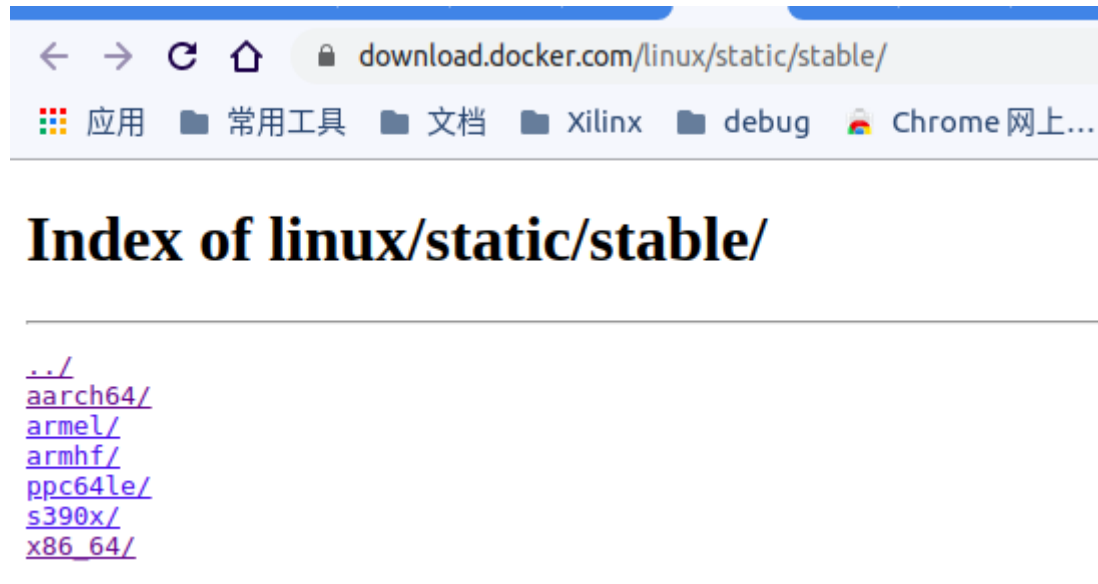 download.docker.com/linux/static/stable/
应用 常用工具 文档 Xilinx debug Chrome 网上...
Index of linux/static/stable/
../
aarch64/
armel/
armhf/
ppc64le/
s390x/
x86_64/